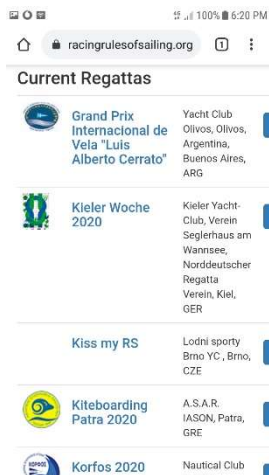 100% 6:20 PM
racingrulesofsailing.org
1
Current Regattas
Grand Prix
Internacional de
Vela "Luis
Alberto Cerrato"
Yacht Club
Olivos, Olivos,
Argentina,
Buenos Aires,
ARG
Kieler Woche
2020
Kieler Yacht-
Club, Verein
Seglerhaus am
Wannsee,
Norddeutscher
Regatta
Verein, Kiel,
GER
Kiss my RS
Lodni sporty
Brno YC , Brno,
CZE
Kiteboarding
Patra 2020
A.S.A.R.
IASON, Patra,
GRE
Korfos 2020
Nautical Club